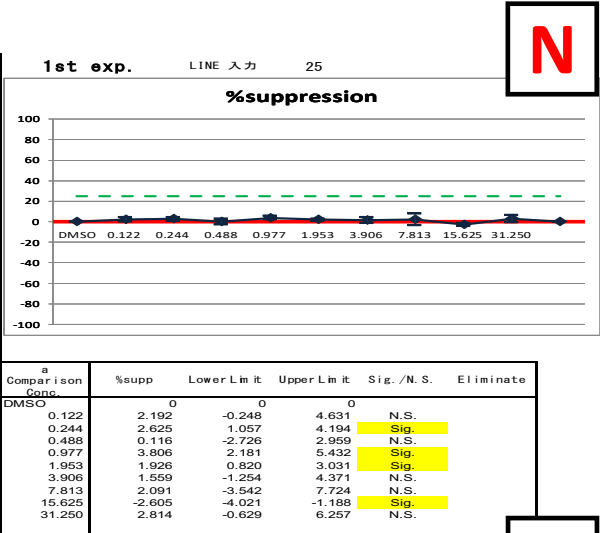 N
1st exp. LINE 入力 25
%suppression
100
80
60
40
20
0
DMSO 0.122 0.244 0.488 0.977 1.953 3.906 7.813 15.625 31.250
-20
-40
-60
-80
-100
a
Comparison %supp LowerLimit UpperLimit Sig./N.S. Eliminate
Conc.
DMSO 0 0 0
0.122 2.192 -0.248 4.631 N.S.
0.244 2.625 1.057 4.194 Sig.
0.488 0.116 -2.726 2.959 N.S.
0.977 3.806 2.181 5.432 Sig.
1.953 1.926 0.820 3.031 Sig.
3.906 1.559 -1.254 4.371 N.S.
7.813 2.091 -3.542 7.724 N.S.
15.625 -2.605 -4.021 -1.188 Sig.
31.250 2.814 -0.629 6.257 N.S.